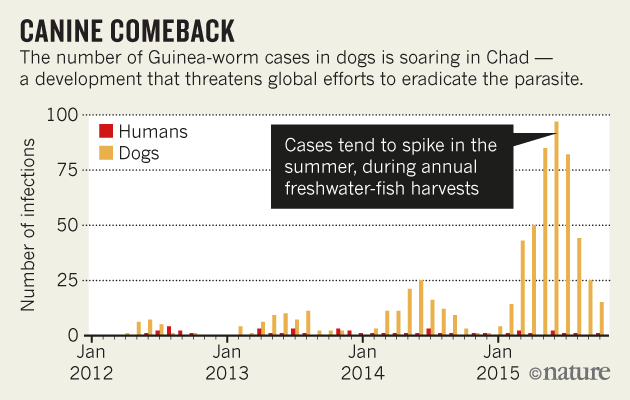 CANINE COMEBACK
The number of Guinea-worm cases in dogs is soaring in Chad —
a development that threatens global efforts to eradicate the parasite.
100
75
50
25
0
Number of infections
Humans
Dogs
Cases tend to spike in the
summer, during annual
freshwater-fish harvests
Jan
2012
Jan
2013
Jan
2014
Jan
2015
©nature